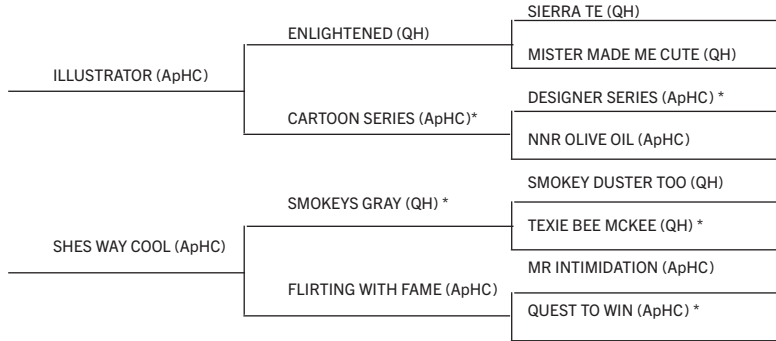 SIERRA TE (QH)
ENLIGHTENED (QH)
MISTER MADE ME CUTE (QH)
ILLUSTRATOR (ApHC)
DESIGNER SERIES (ApHC) *
CARTOON SERIES (ApHC)*
NNR OLIVE OIL (ApHC)
SMOKEY DUSTER TOO (QH)
SMOKEYS GRAY (QH) *
TEXIE BEE MCKEE (QH) *
SHES WAY COOL (ApHC)
MR INTIMIDATION (ApHC)
FLIRTING WITH FAME (ApHC)
QUEST TO WIN (ApHC) *